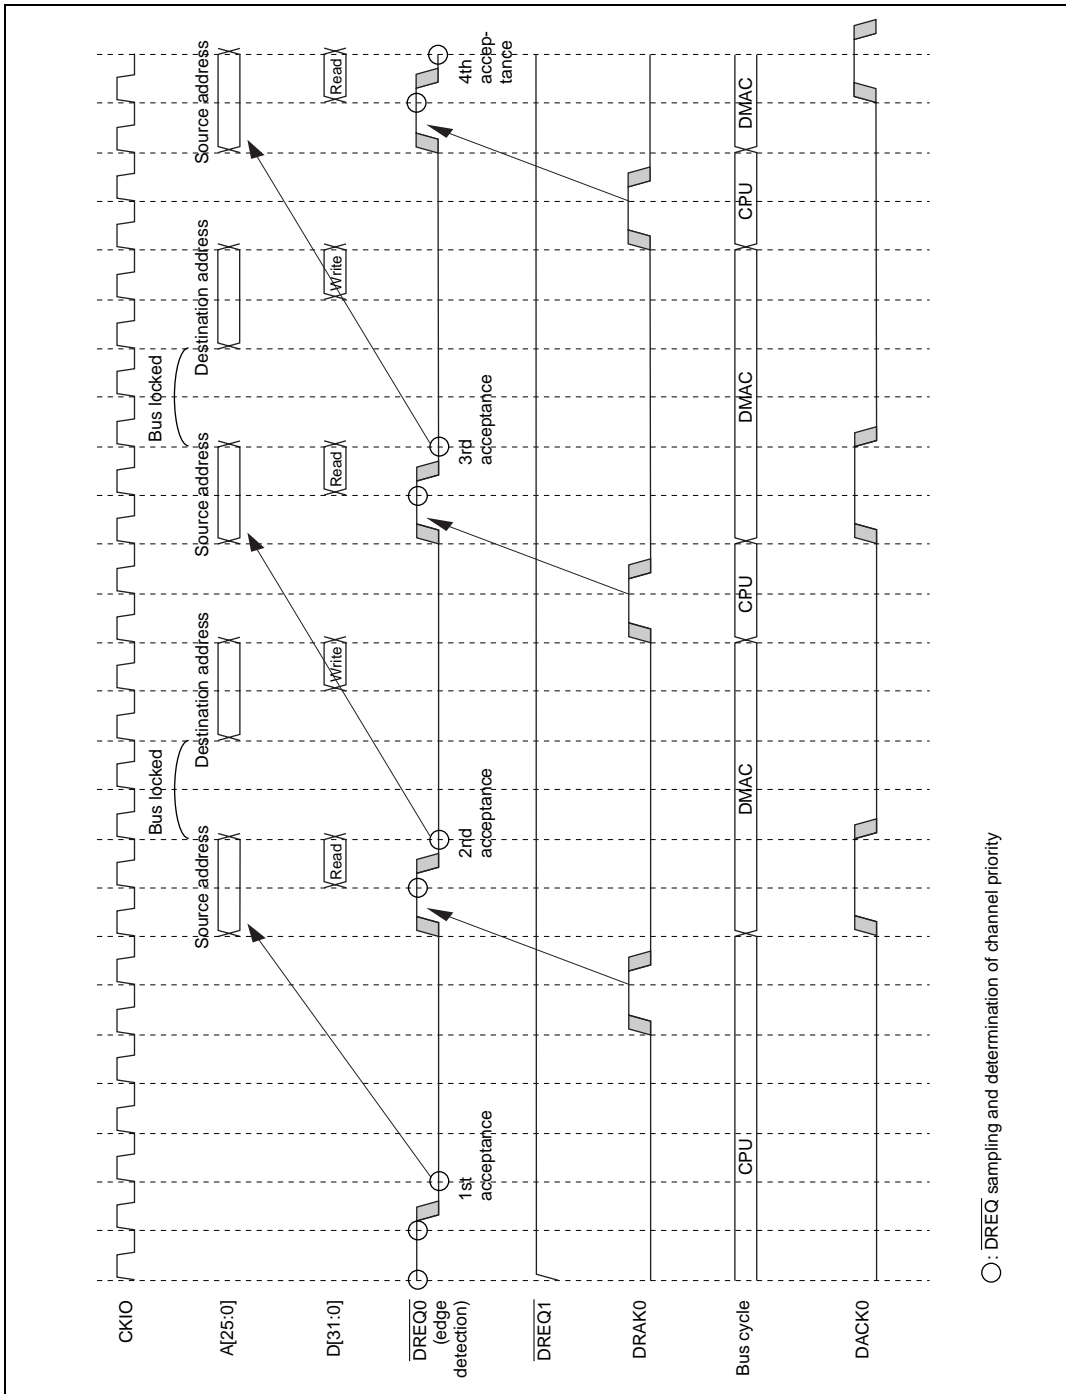 CKIO
Source address
Destination address
Source address
Destination address
Source address
Bus locked
Bus locked
A[25:0]
Read
Write
Read
Write
Read
D[31:0]
DREQ0
(edge
detection)
1st
acceptance
2nd
acceptance
3rd
acceptance
4th
accep-
tance
DREQ1
DRAK0
Bus cycle
CPU
DMAC
CPU
DMAC
CPU
DMAC
DACK0
: DREQ sampling and determination of channel priority